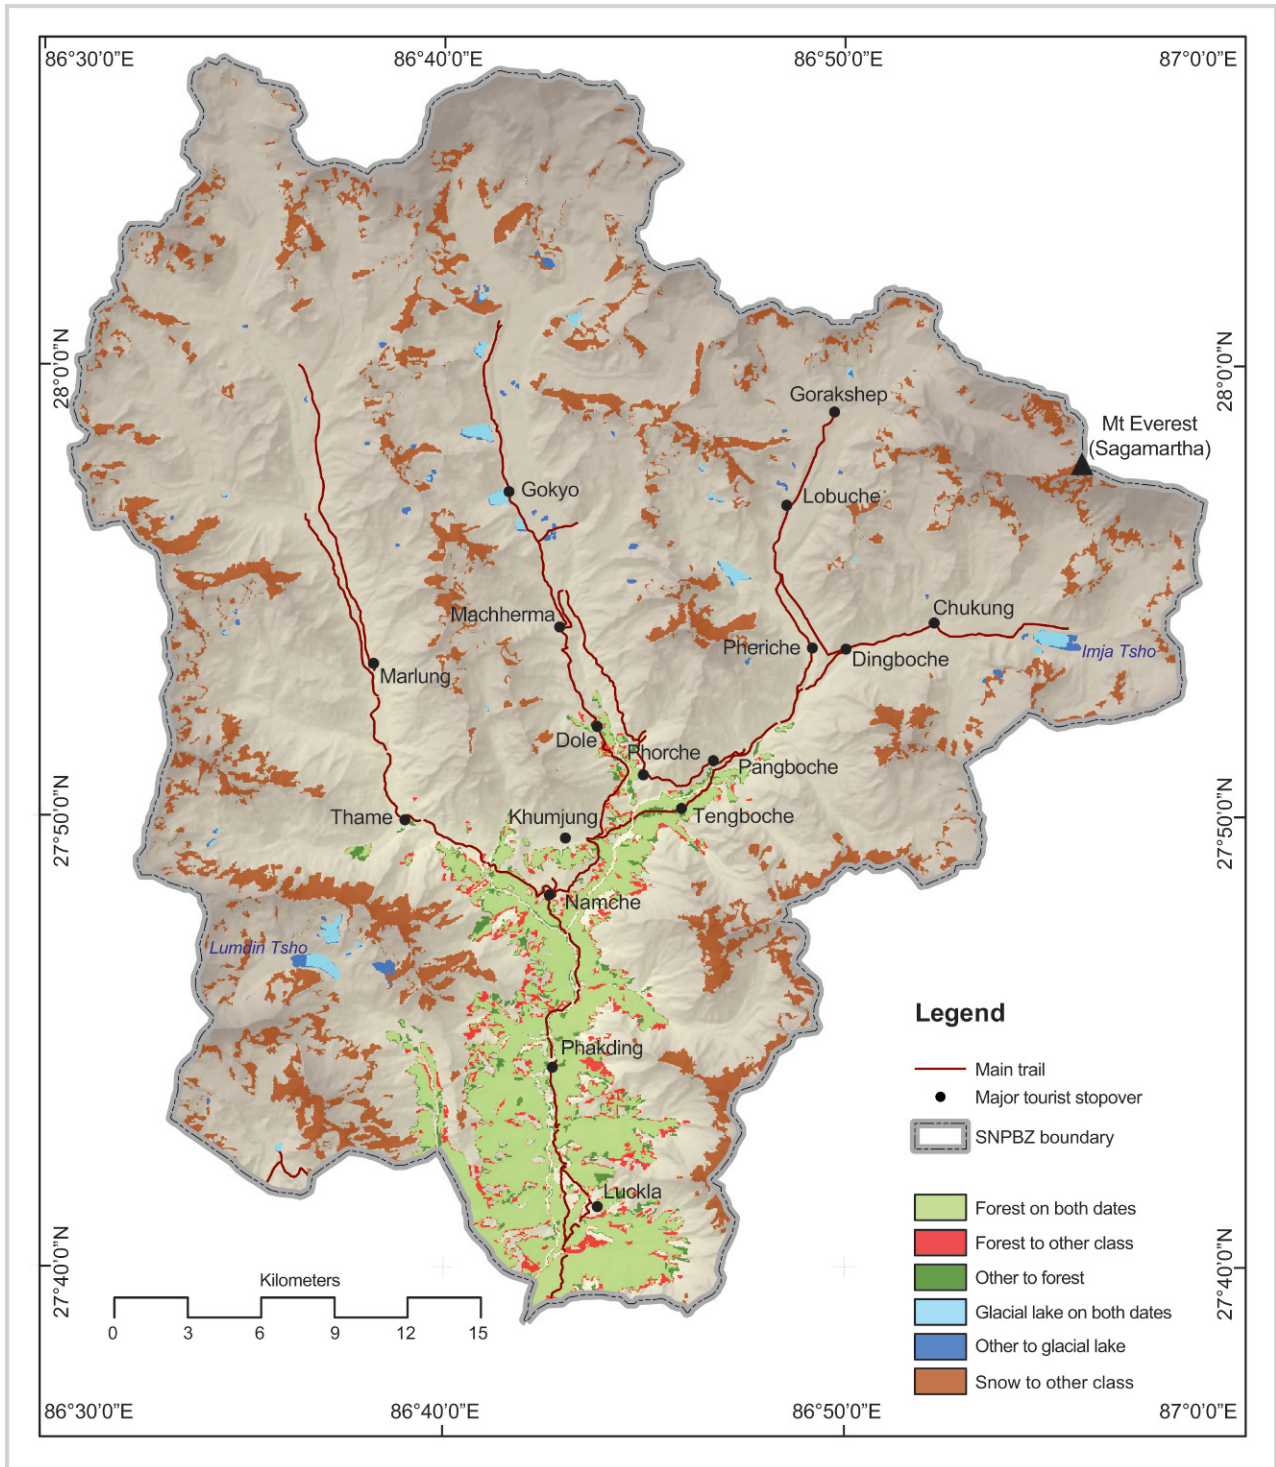 86°30'0"E
86°40'0"E
86°50'0"E
87°0'0"E
28°0'0"N
28°0'0"N
Gorakshep
Mt Everest
(Sagamartha)
Gokyo
Lobuche
Machherma
Chukung
Pheriche
Dingboche
Imja Tsho
Marlung
Dole
Phorche
Pangboche
27°50'0"N
27°50'0"N
Thame
Khumjung
Tengboche
Namche
Lumdin Tsho
Phakding
Luckla
27°40'0"N
27°40'0"N
Legend
Main trail
Major tourist stopover
SNPBZ boundary
Forest on both dates
Forest to other class
Other to forest
Glacial lake on both dates
Other to glacial lake
Snow to other class
Kilometers
0 3 6 9 12 15
86°30'0"E
86°40'0"E
86°50'0"E
87°0'0"E